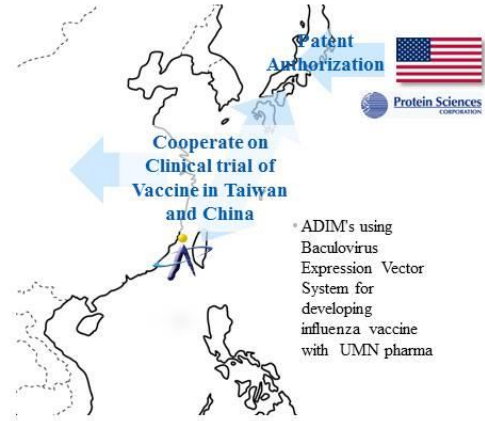 Patent
Authorization
Protein Sciences
CORPORATION
Cooperate on
Clinical trial of
Vaccine in Taiwan
and China
• ADIM's using
Baculovirus
Expression Vector
System for
developing
influenza vaccine
with UMN pharma